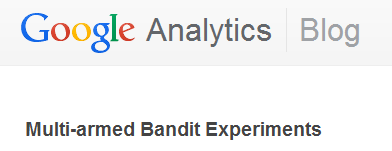 Google Analytics Blog
Multi-armed Bandit Experiments